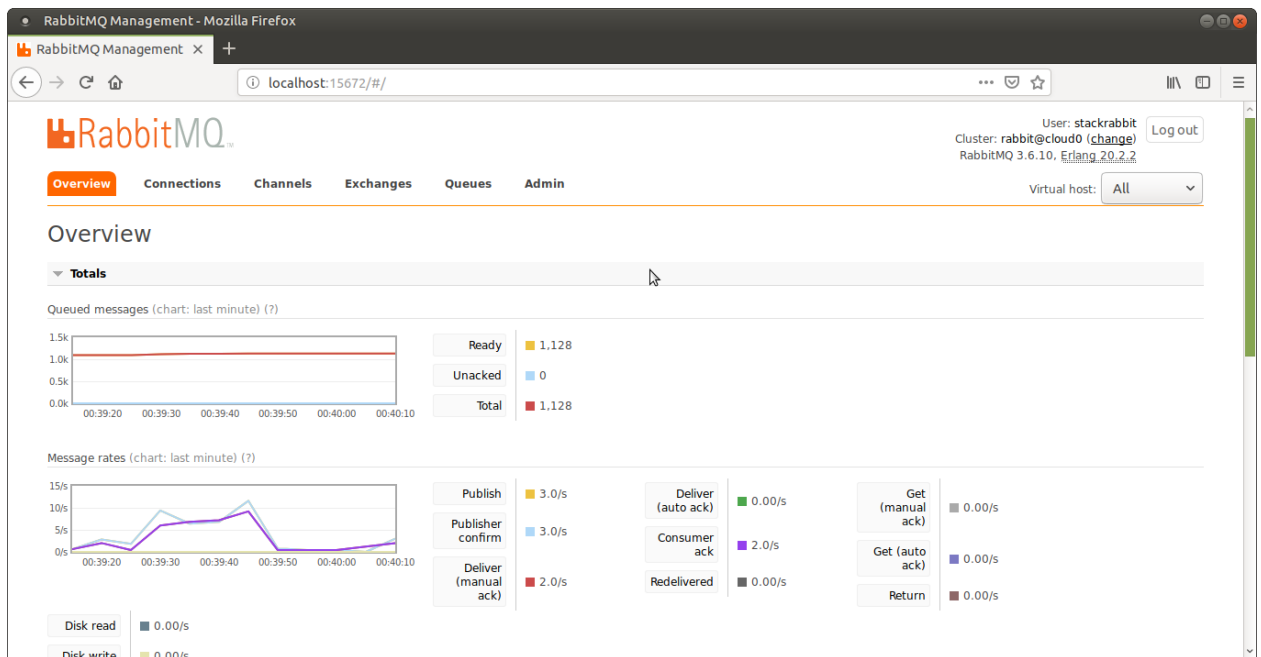 RabbitMQ Management - Mozilla Firefox
RabbitMQ Management
localhost:15672/#/
RabbitMQ
User: stackrabbit
Log out
Cluster: rabbit@cloud0 (change)
RabbitMQ 3.6.10, Erlang 20.2.2
Overview Connections Channels Exchanges Queues Admin
Virtual host: All
Overview
Totals
Queued messages (chart: last minute) (?)
1.5k
1.0k
0.5k
0.0k
00:39:20 00:39:30 00:39:40 00:39:50 00:40:00 00:40:10
Ready 1,128
Unacked 0
Total 1,128
Message rates (chart: last minute) (?)
15/s
10/s
5/s
0/s
00:39:20 00:39:30 00:39:40 00:39:50 00:40:00 00:40:10
Publish 3.0/s
Publisher
confirm 3.0/s
Deliver
(manual
ack) 2.0/s
Deliver
(auto ack) 0.00/s
Consumer
ack 2.0/s
Redelivered 0.00/s
Get
(manual
ack) 0.00/s
Get (auto
ack) 0.00/s
Return 0.00/s
Disk read 0.00/s
Disk write 0.00/s